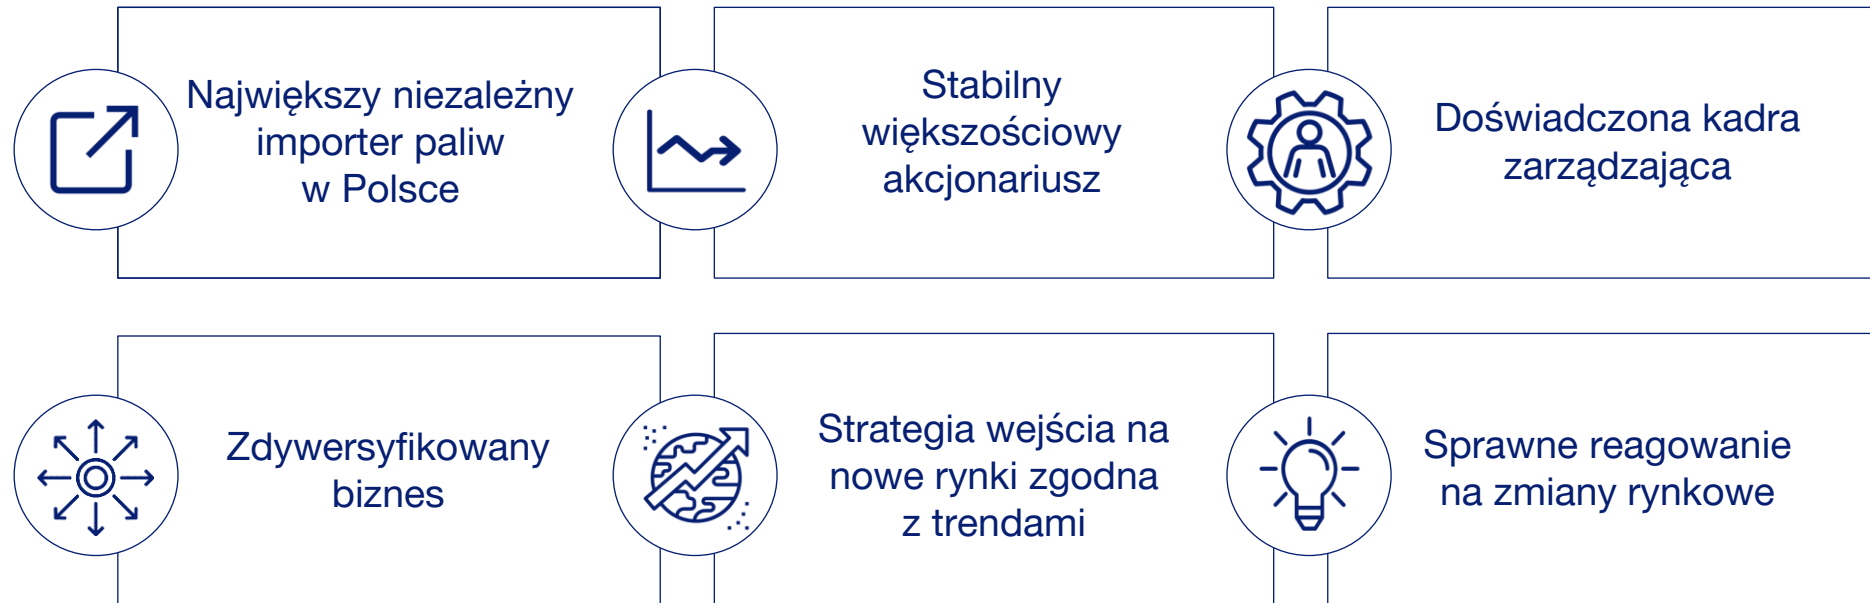 Największy niezależny
importer paliw
w Polsce
Stabilny
większościowy
akcjonariusz
Doświadczona kadra
zarządzająca
Zdywersyfikowany
biznes
Strategia wejścia na
nowe rynki zgodna
z trendami
Sprawne reagowanie
na zmiany rynkowe